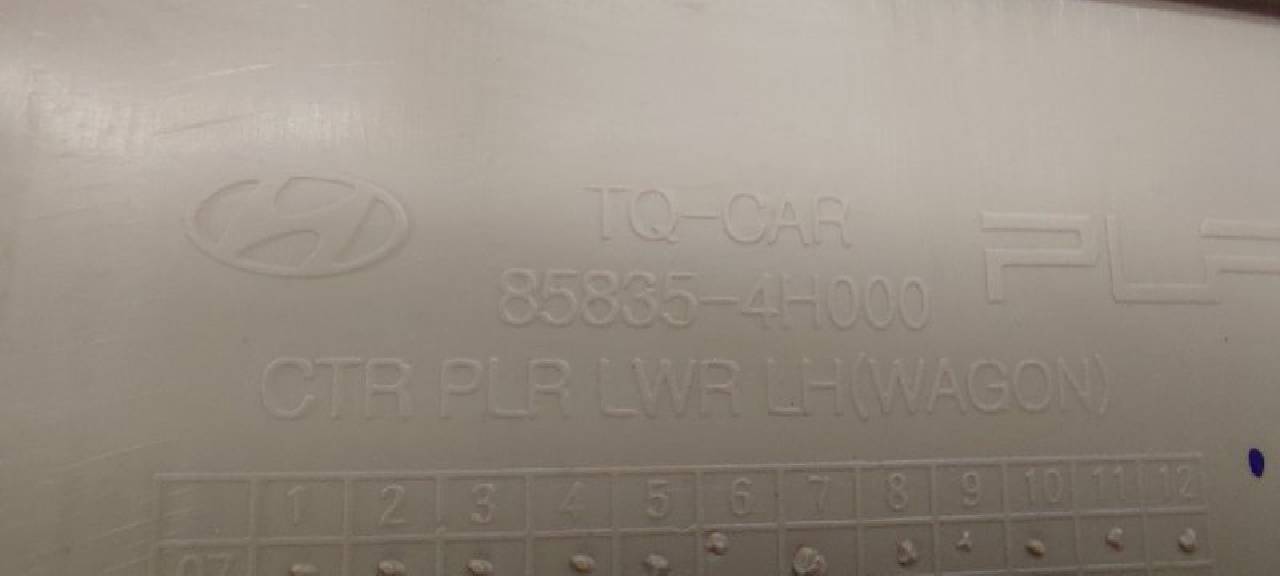 TQ-CAR
85835-4H000
CTR PLR LWR LH(WAGON)
1 2 3 4 5 6 7 8 9 10 11 12
07